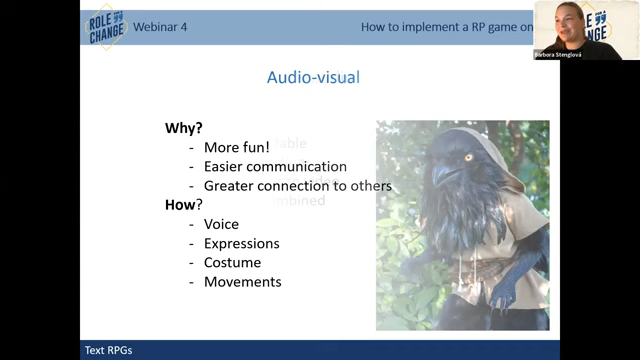 ROLE
FOR A
CHANGE
Webinar 4
How to implement a RP game on
Barbora Stenglová
Audio-visual
Why?
- More fun!
- Easier communication
- Greater connection to others
How?
- Voice
- Expressions
- Costume
- Movements
Text RPGs